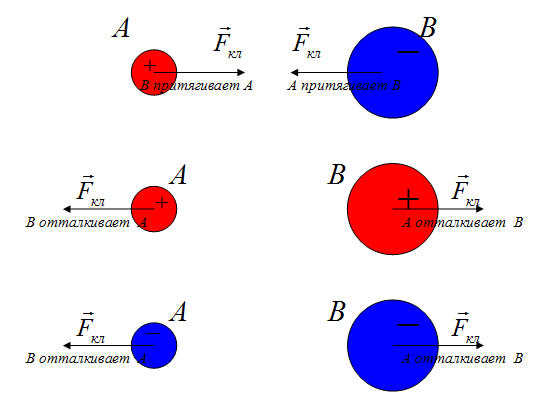 A
B
F⃗кл
F⃗кл
+
−
В притягивает А
А притягивает Б
A
B
F⃗кл
F⃗кл
+
+
В отталкивает А
А отталкивает В
A
B
F⃗кл
F⃗кл
−
В отталкивает А
А отталкивает В